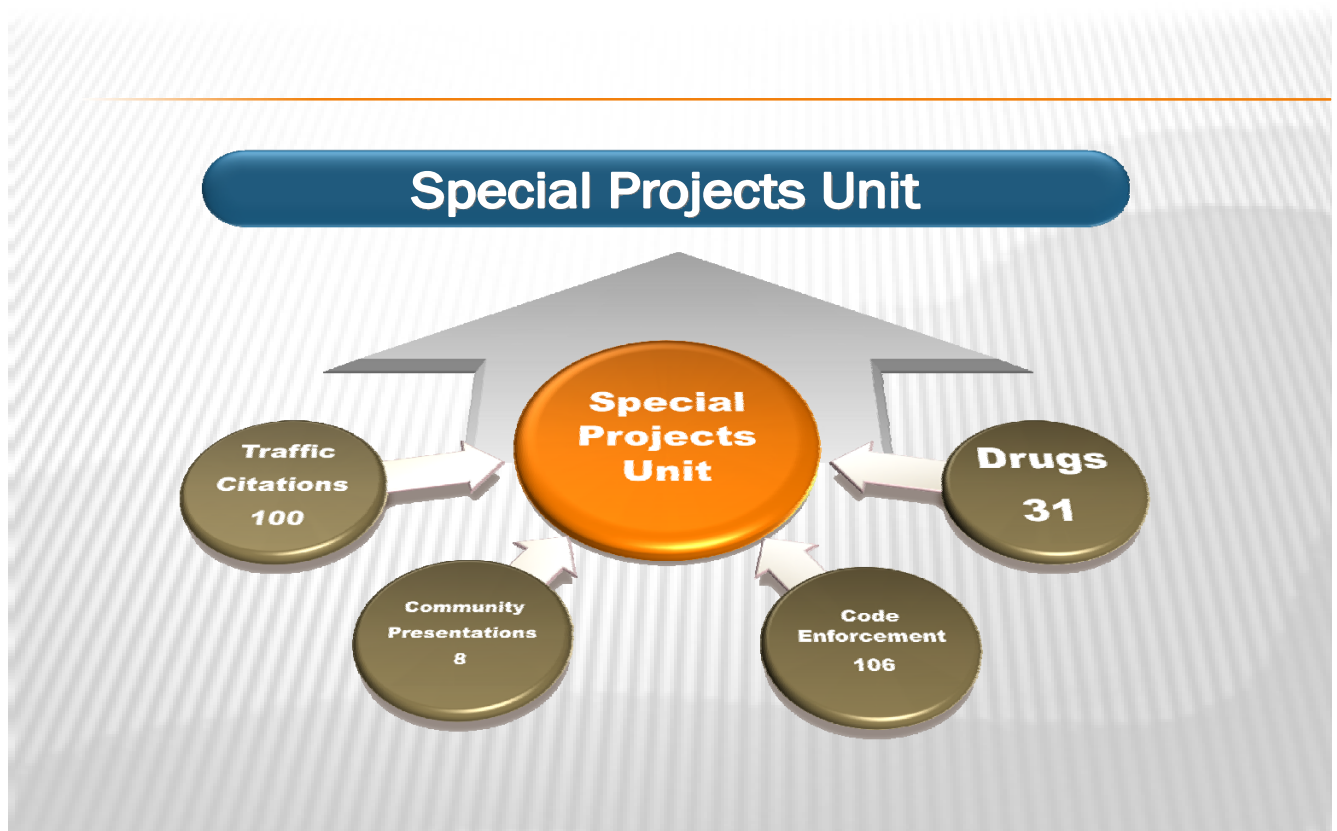 Special Projects Unit
Special
Projects
Unit
Traffic
Citations
100
Drugs
31
Community
Presentations
8
Code
Enforcement
106